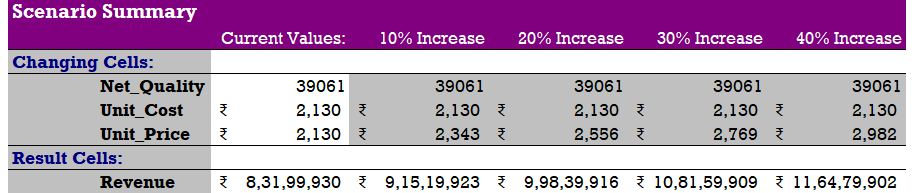 Scenario Summary
Current Values: 10% Increase 20% Increase 30% Increase 40% Increase
Changing Cells:
Net_Quality 39061 39061 39061 39061 39061
Unit_Cost ₹ 2,130 ₹ 2,130 ₹ 2,130 ₹ 2,130 ₹ 2,130
Unit_Price ₹ 2,130 ₹ 2,343 ₹ 2,556 ₹ 2,769 ₹ 2,982
Result Cells:
Revenue ₹ 8,31,99,930 ₹ 9,15,19,923 ₹ 9,98,39,916 ₹ 10,81,59,909 ₹ 11,64,79,902